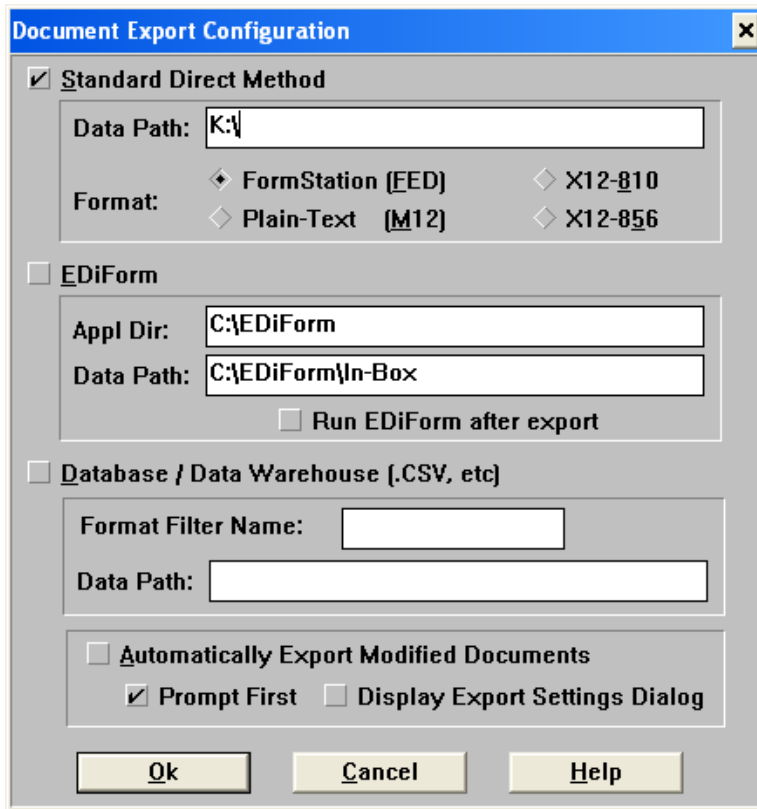 Document Export Configuration
Standard Direct Method
Data Path: K:\
Format: FormStation (FED) X12-810
Plain-Text (M12) X12-856
EDiForm
Appl Dir: C:\EDiForm
Data Path: C:\EDiForm\In-Box
Run EDiForm after export
Database / Data Warehouse (.CSV, etc)
Format Filter Name:
Data Path:
Automatically Export Modified Documents
Prompt First Display Export Settings Dialog
Ok Cancel Help